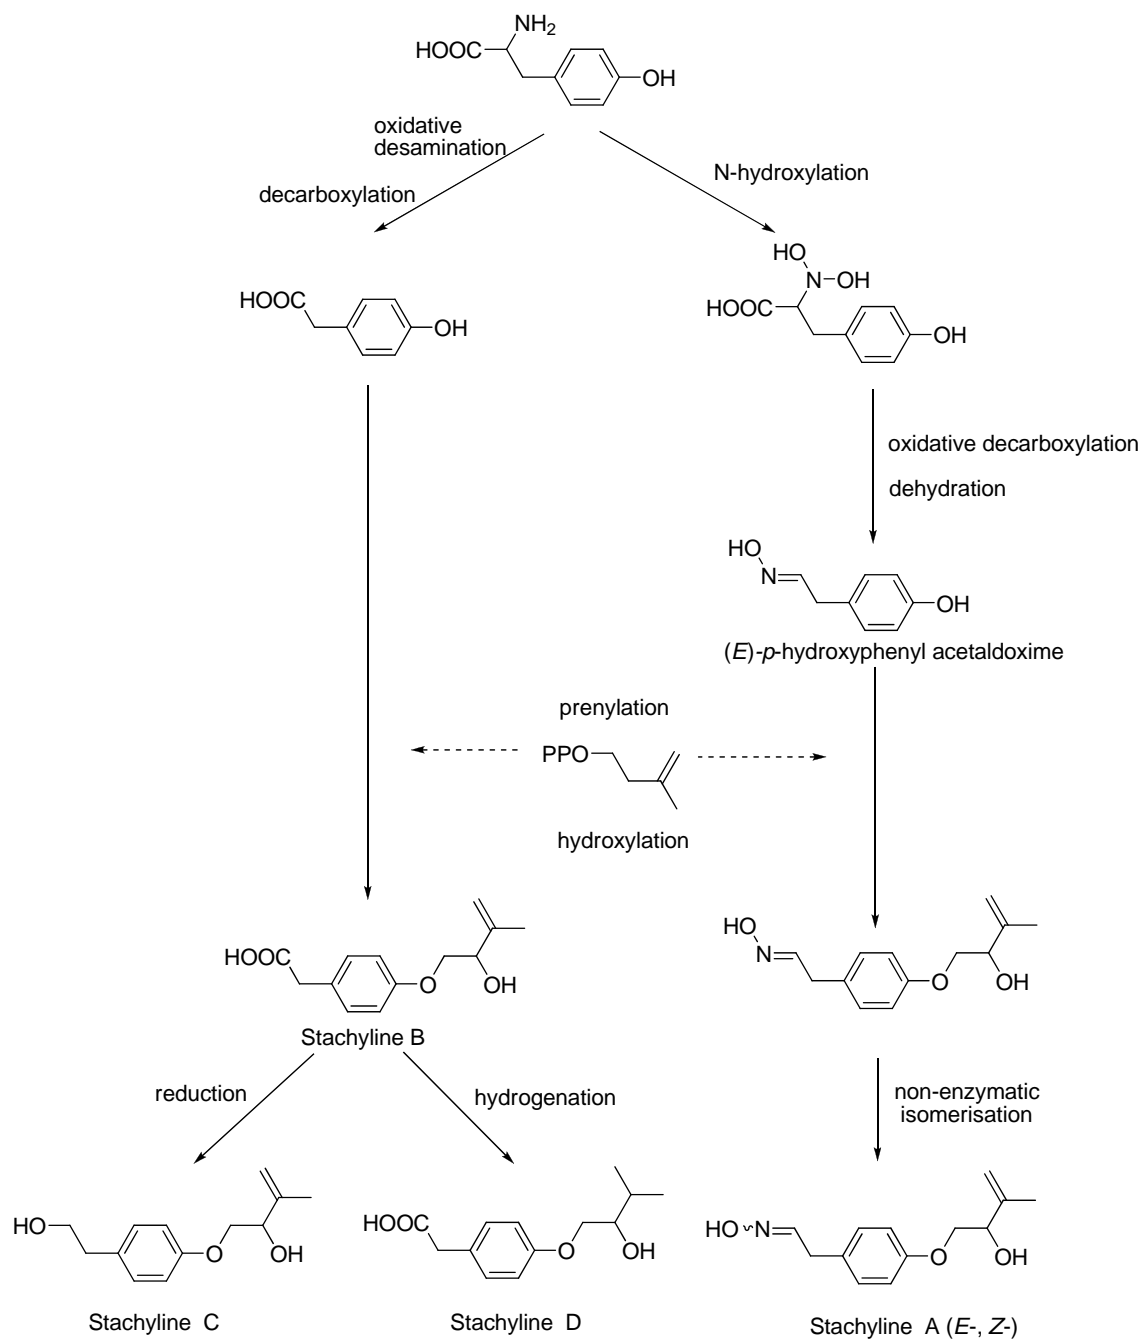 NH2
HOOC
OH
oxidative
desamination
decarboxylation
N-hydroxylation
HO
N OH
HOOC
OH
HOOC
OH
oxidative decarboxylation
dehydration
HO
N
OH
(E)-p-hydroxyphenyl acetaldoxime
prenylation
PPO
hydroxylation
HOOC
O
OH
Stachyline B
HO
N
O
OH
reduction
hydrogenation
non-enzymatic
isomerisation
HO
O
OH
Stachyline C
HOOC
O
OH
Stachyline D
HO
N
O
OH
Stachyline A (E-, Z-)